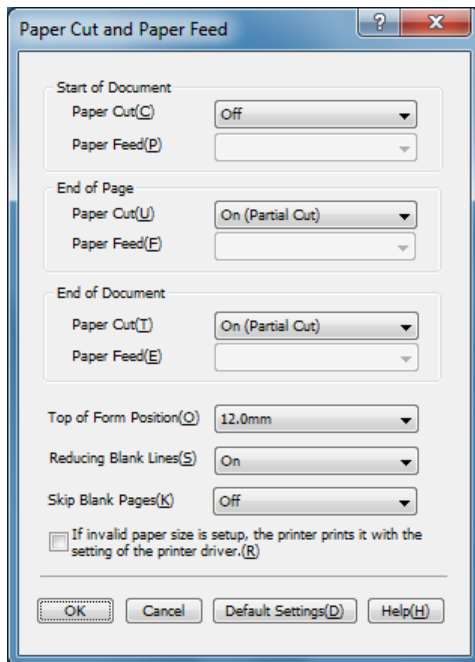 Paper Cut and Paper Feed
?
Start of Document
Paper Cut(C) Off
Paper Feed(P)
End of Page
Paper Cut(U) On (Partial Cut)
Paper Feed(F)
End of Document
Paper Cut(T) On (Partial Cut)
Paper Feed(E)
Top of Form Position(O) 12.0mm
Reducing Blank Lines(S) On
Skip Blank Pages(K) Off
If invalid paper size is setup, the printer prints it with the
setting of the printer driver.(R)
OK Cancel Default Settings(D) Help(H)